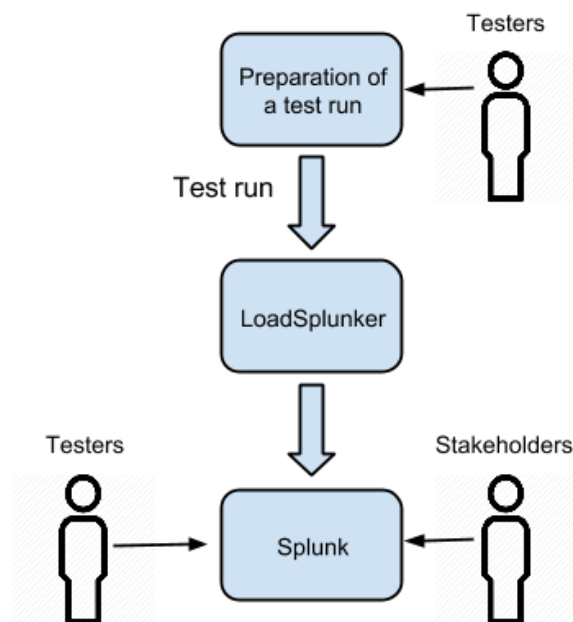 Testers
Preparation of
a test run
Test run
LoadSplunker
Testers
Stakeholders
Splunk